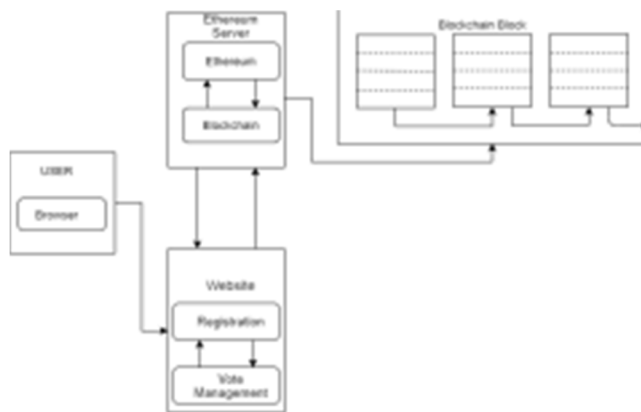 Ethereum
Server
Ethereum
Blockchain
Blockchain Block
USER
Browser
Website
Registration
Vote
Management